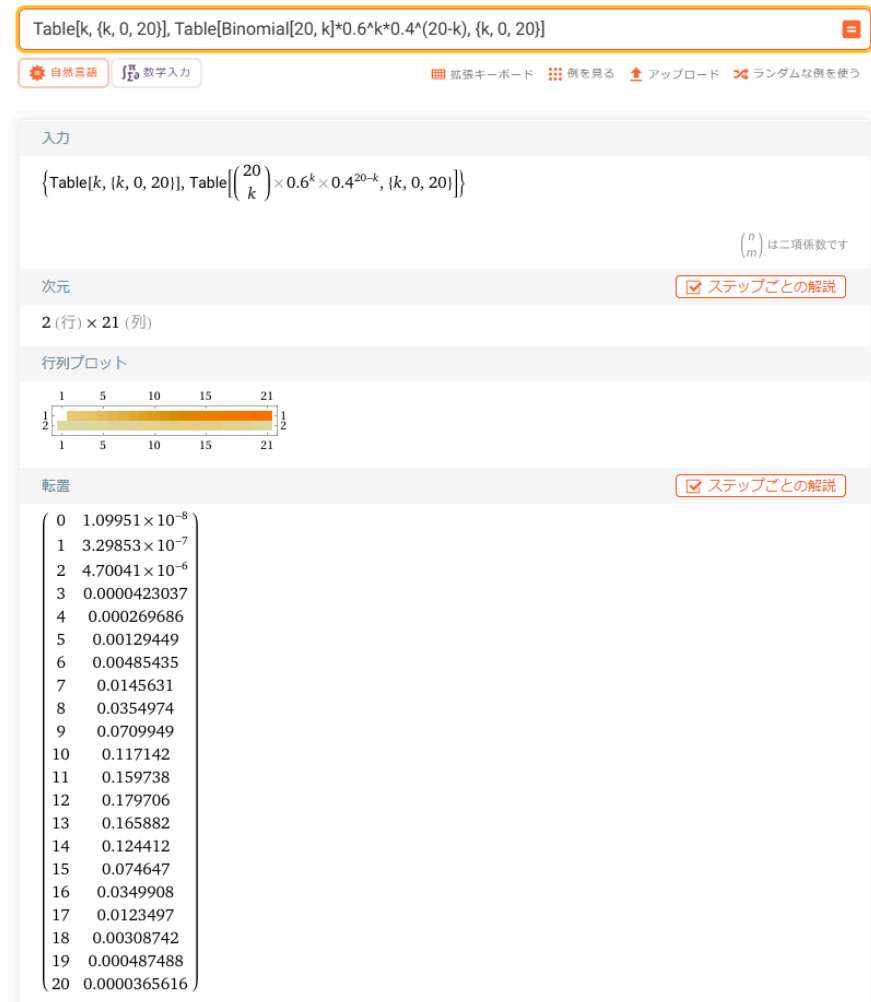 Table[k, {k, 0, 20}], Table[Binomial[20, k]*0.6^k*0.4^(20-k), {k, 0, 20}]
自然言語 数学入力 拡張キーボード 例を見る アップロード ランダムな例を使う
入力
{Table[k, {k, 0, 20}], Table[(20 k)×0.6^k×0.4^(20-k), {k, 0, 20}]}
(n m) は二項係数です
次元 ステップごとの解説
2 (行) × 21 (列)
行列プロット
1 5 10 15 21
1 1
2 2
1 5 10 15 21
転置 ステップごとの解説
0 1.09951×10⁻⁸
1 3.29853×10⁻⁷
2 4.70041×10⁻⁶
3 0.0000423037
4 0.000269686
5 0.00129449
6 0.00485435
7 0.0145631
8 0.0354974
9 0.0709949
10 0.117142
11 0.159738
12 0.179706
13 0.165882
14 0.124412
15 0.074647
16 0.0349908
17 0.0123497
18 0.00308742
19 0.000487488
20 0.0000365616